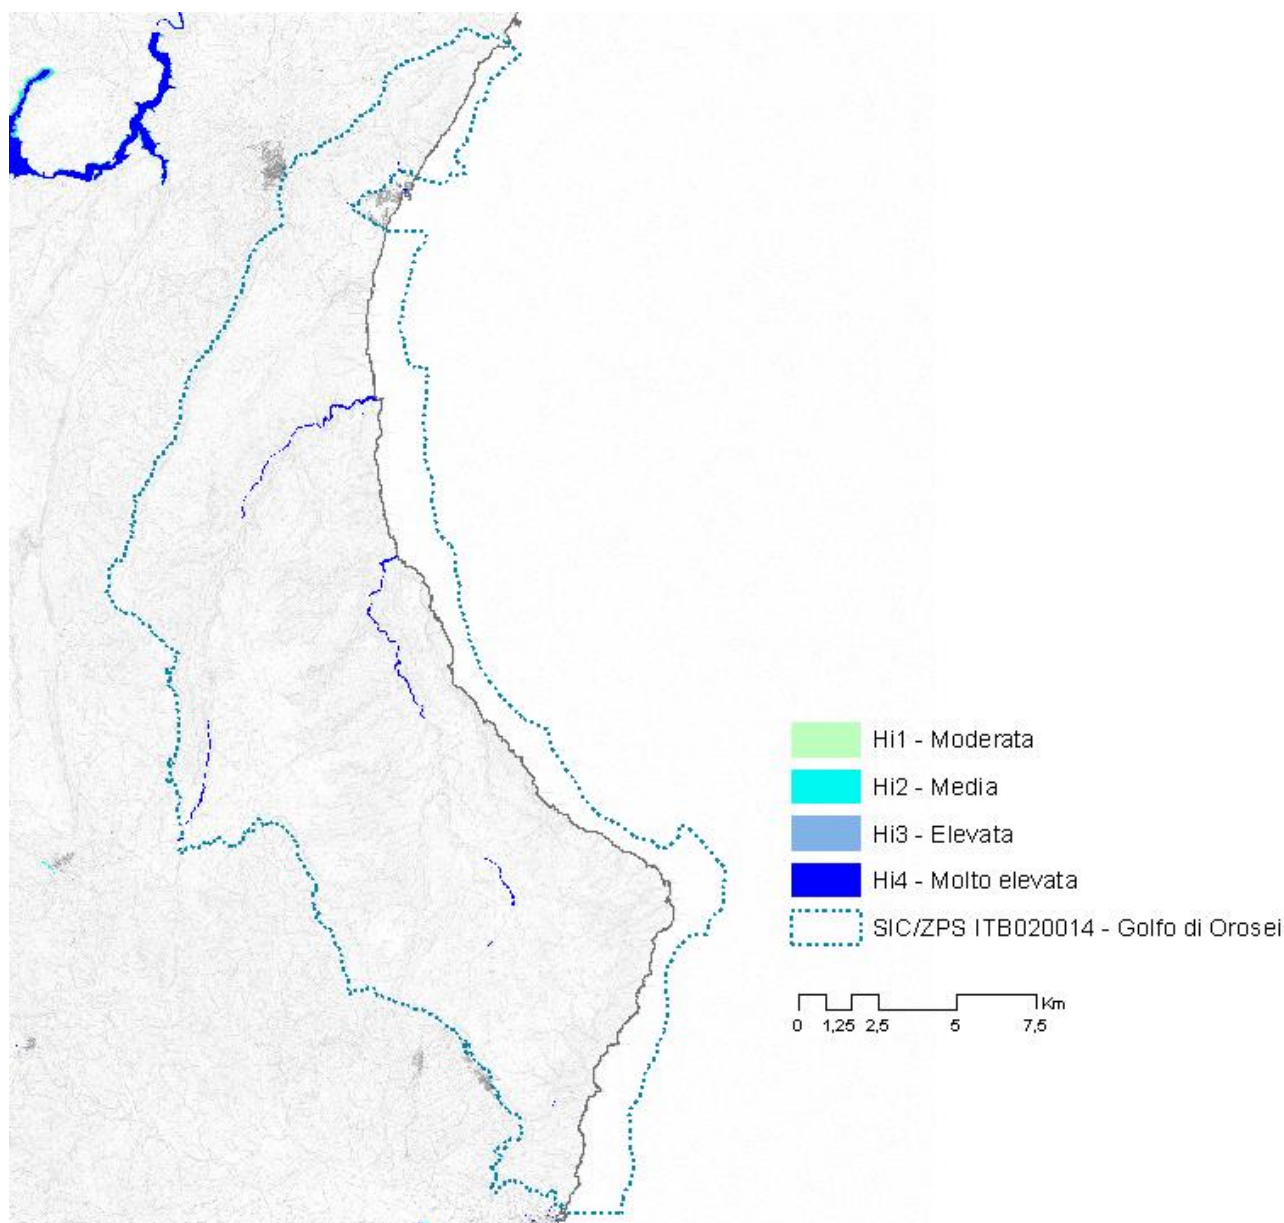 Hi1 - Moderata
Hi2 - Media
Hi3 - Elevata
Hi4 - Molto elevata
SIC/ZPS ITB020014 - Golfo di Orosei
Km
0 1,25 2,5 5 7,5